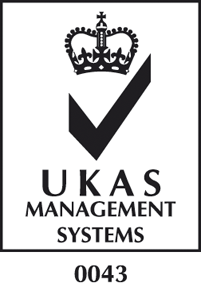 UKAS
MANAGEMENT
SYSTEMS
0043